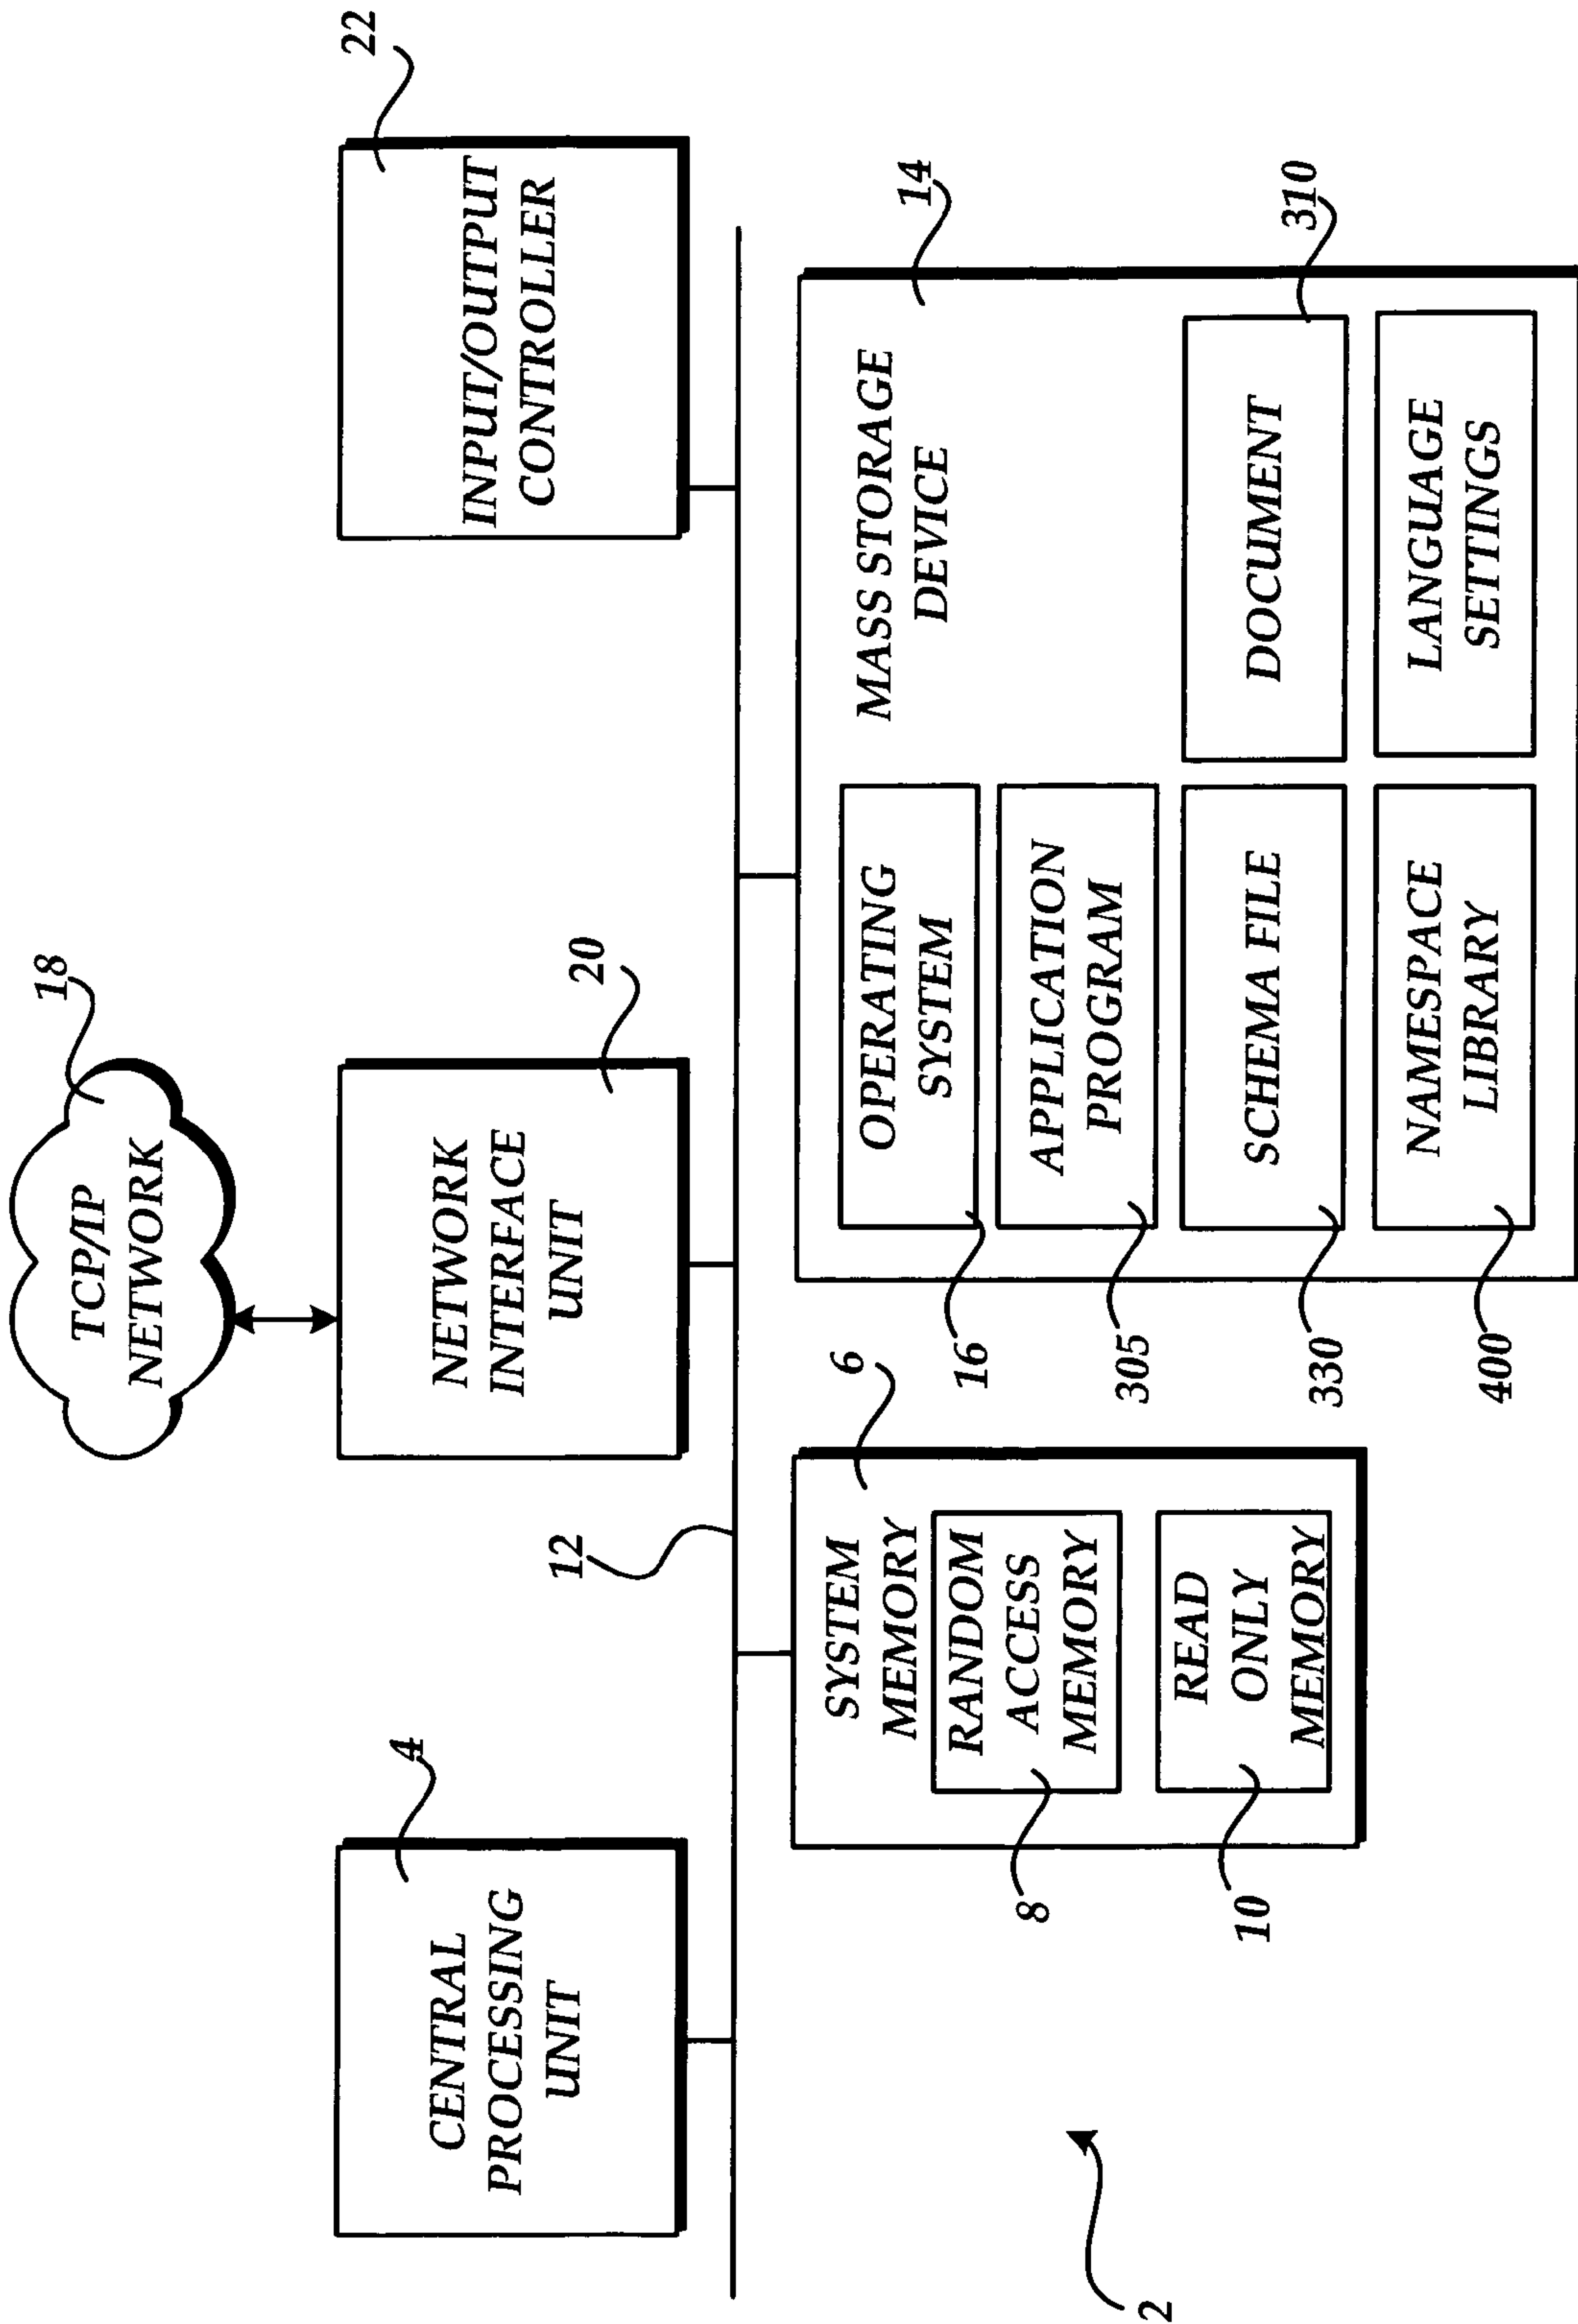 18
TCP/IP
NETWORK
4
CENTRAL
PROCESSING
UNIT
20
NETWORK
INTERFACE
UNIT
22
INPUT/OUTPUT
CONTROLLER
12
6
SYSTEM
MEMORY
RANDOM
ACCESS
MEMORY
8
READ
ONLY
MEMORY
10
14
MASS STORAGE
DEVICE
OPERATING
SYSTEM
16
APPLICATION
PROGRAM
305
SCHEMA FILE
330
DOCUMENT
310
NAMESPACE
LIBRARY
400
LANGUAGE
SETTINGS
2